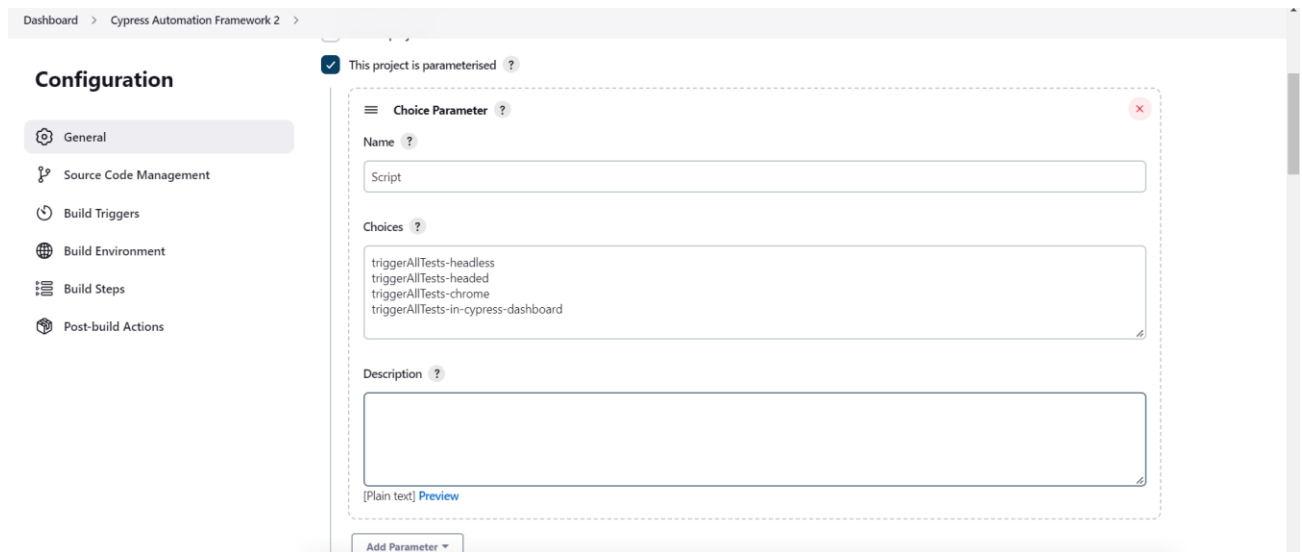 Dashboard > Cypress Automation Framework 2 >
Configuration
General
Source Code Management
Build Triggers
Build Environment
Build Steps
Post-build Actions
This project is parameterised ?
Choice Parameter ?
Name ?
Script
Choices ?
triggerAllTests-headless
triggerAllTests-headed
triggerAllTests-chrome
triggerAllTests-in-cypress-dashboard
Description ?
[Plain text] Preview
Add Parameter